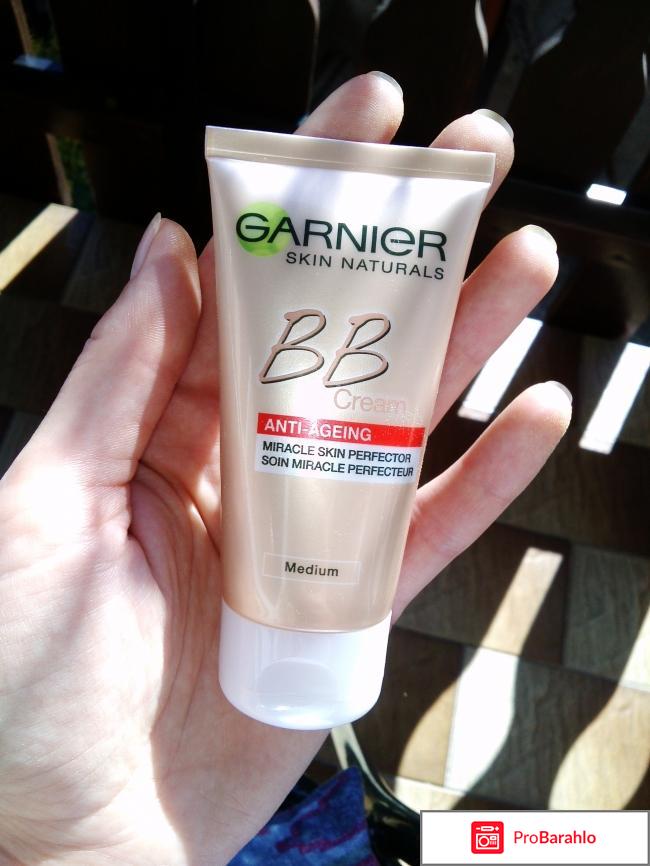 GARNIER
SKIN NATURALS
BB
Cream
ANTI-AGEING
MIRACLE SKIN PERFECTOR
SOIN MIRACLE PERFECTEUR
Medium
ProBarahlo